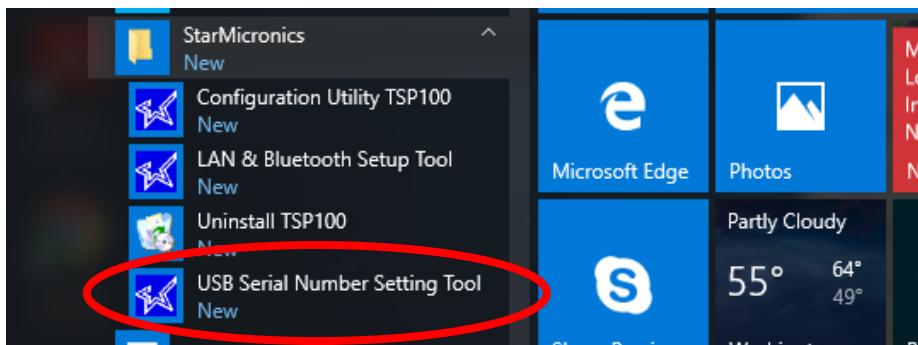 StarMicronics
New
Configuration Utility TSP100
New
LAN & Bluetooth Setup Tool
New
Uninstall TSP100
New
USB Serial Number Setting Tool
New
Microsoft Edge
Photos
Partly Cloudy
55°
64°
49°